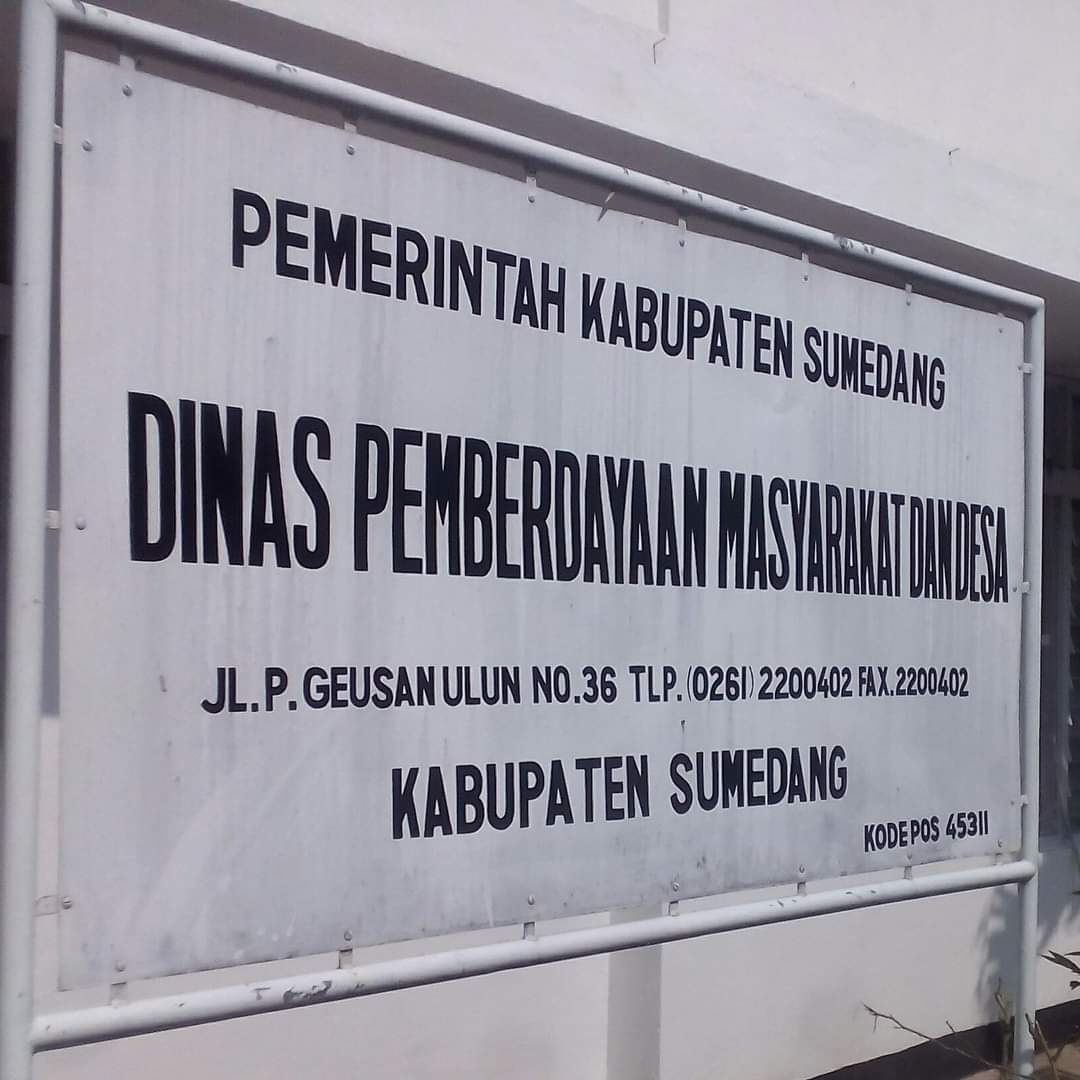 PEMERINTAH KABUPATEN SUMEDANG
DINAS PEMBERDAYAAN MASYARAKAT DAN DESA
JL.P. GEUSAN ULUN NO.36 TLP. (0261) 2200402 FAX.2200402
KABUPATEN SUMEDANG
KODE POS 45311